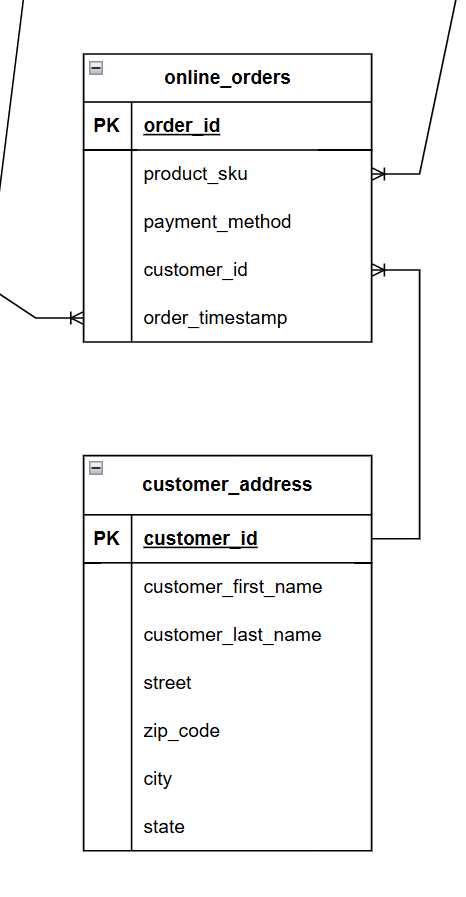 online_orders
PK order_id
product_sku
payment_method
customer_id
order_timestamp
customer_address
PK customer_id
customer_first_name
customer_last_name
street
zip_code
city
state